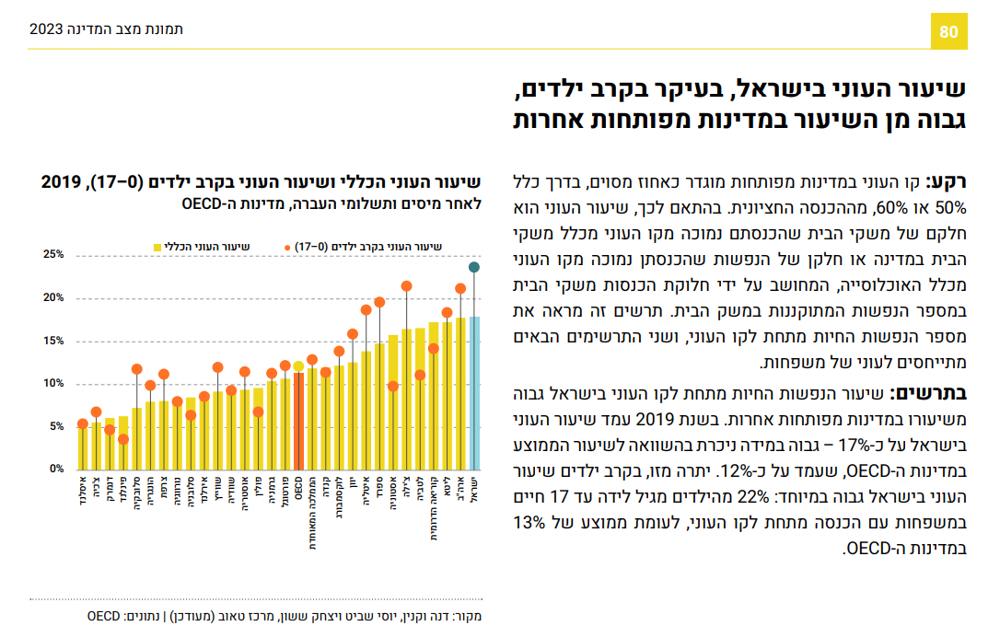 תמונת מצב המדינה 2023
80
שיעור העוני בישראל, בעיקר בקרב ילדים,
גבוה מן השיעור במדינות מפותחות אחרות
רקע: קו העוני במדינות מפותחות מוגדר כאחוז מסוים, בדרך כלל
50% או 60%, מההכנסה החציונית. בהתאם לכך, שיעור העוני הוא
חלקם של משקי הבית שהכנסתם נמוכה מקו העוני מכלל משקי
הבית במדינה או חלקן של הנפשות שהכנסתן נמוכה מקו העוני
מכלל האוכלוסייה, המחושב על ידי חלוקת הכנסות משקי הבית
במספר הנפשות המתוקננות במשק הבית. תרשים זה מראה את
מספר הנפשות החיות מתחת לקו העוני, ושני התרשימים הבאים
מתייחסים לעוני של משפחות.
בתרשים: שיעור הנפשות החיות מתחת לקו העוני בישראל גבוה
משיעורו במדינות מפותחות אחרות. בשנת 2019 עמד שיעור העוני
בישראל על כ-17% – גבוה במידה ניכרת בהשוואה לשיעור הממוצע
במדינות ה-OECD, שעמד על כ-12%. יתרה מזו, בקרב ילדים שיעור
העוני בישראל גבוה במיוחד: 22% מהילדים מגיל לידה עד 17 חיים
במשפחות עם הכנסה מתחת לקו העוני, לעומת ממוצע של 13%
במדינות ה-OECD.
שיעור העוני הכללי ושיעור העוני בקרב ילדים (0–17), 2019
לאחר מיסים ותשלומי העברה, מדינות ה-OECD
שיעור העוני בקרב ילדים (0–17)
שיעור העוני הכללי
25%
20%
15%
10%
5%
0%
איסלנד
צ'כיה
דנמרק
פינלנד
סלובקיה
הונגריה
צרפת
נורווגיה
סלובניה
אירלנד
שווייץ
שוודיה
אוסטריה
פולין
גרמניה
פורטוגל
OECD
הממלכה המאוחדת
קנדה
לוקסמבורג
יוון
איטליה
ספרד
אסטוניה
צ'ילה
לטביה
קוריאה הדרומית
ליטא
ארה"ב
ישראל
מקור: דנה וקנין, יוסי שביט ויצחק ששון, מרכז טאוב (מעודכן) | נתונים: OECD